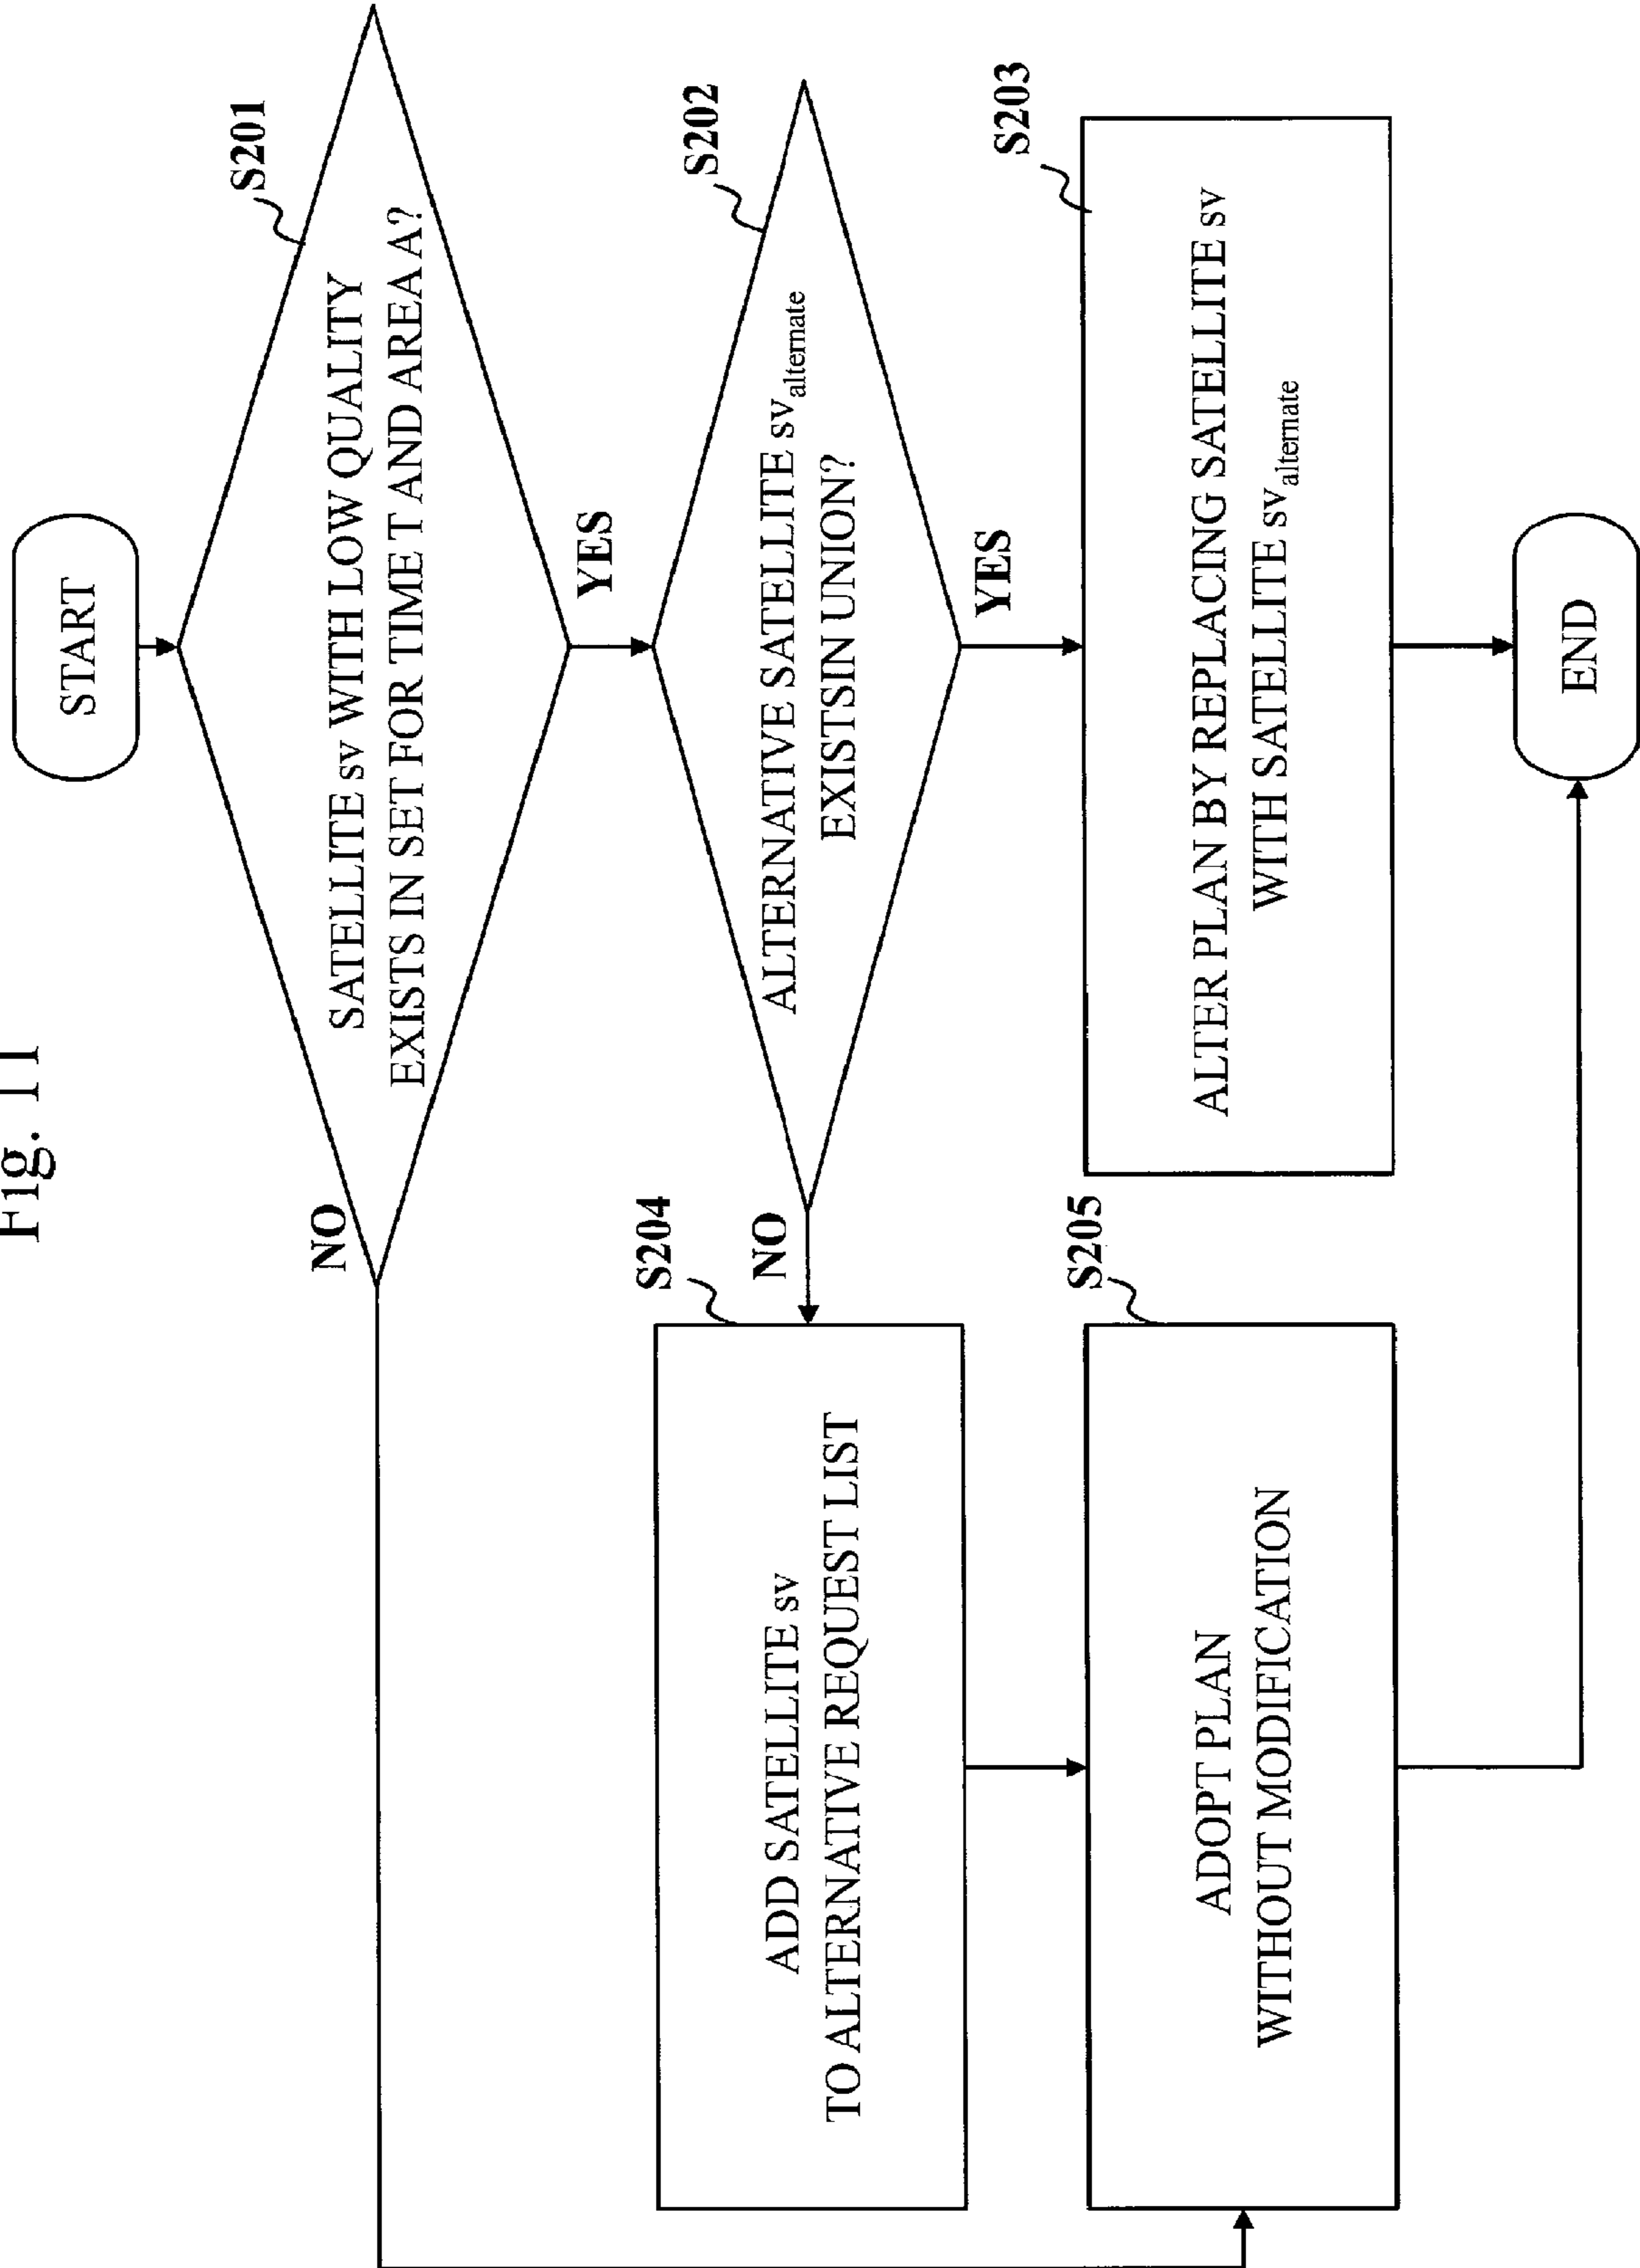 Fig. 11
START
S201
SATELLITE sv WITH LOW QUALITY
EXISTS IN SET FOR TIME T AND AREA A?
NO
YES
S202
ALTERNATIVE SATELLITE sv_alternate
EXISTSIN UNION?
NO
YES
S204
ADD SATELLITE sv
TO ALTERNATIVE REQUEST LIST
S203
ALTER PLAN BY REPLACING SATELLITE sv
WITH SATELLITE sv_alternate
S205
ADOPT PLAN
WITHOUT MODIFICATION
END